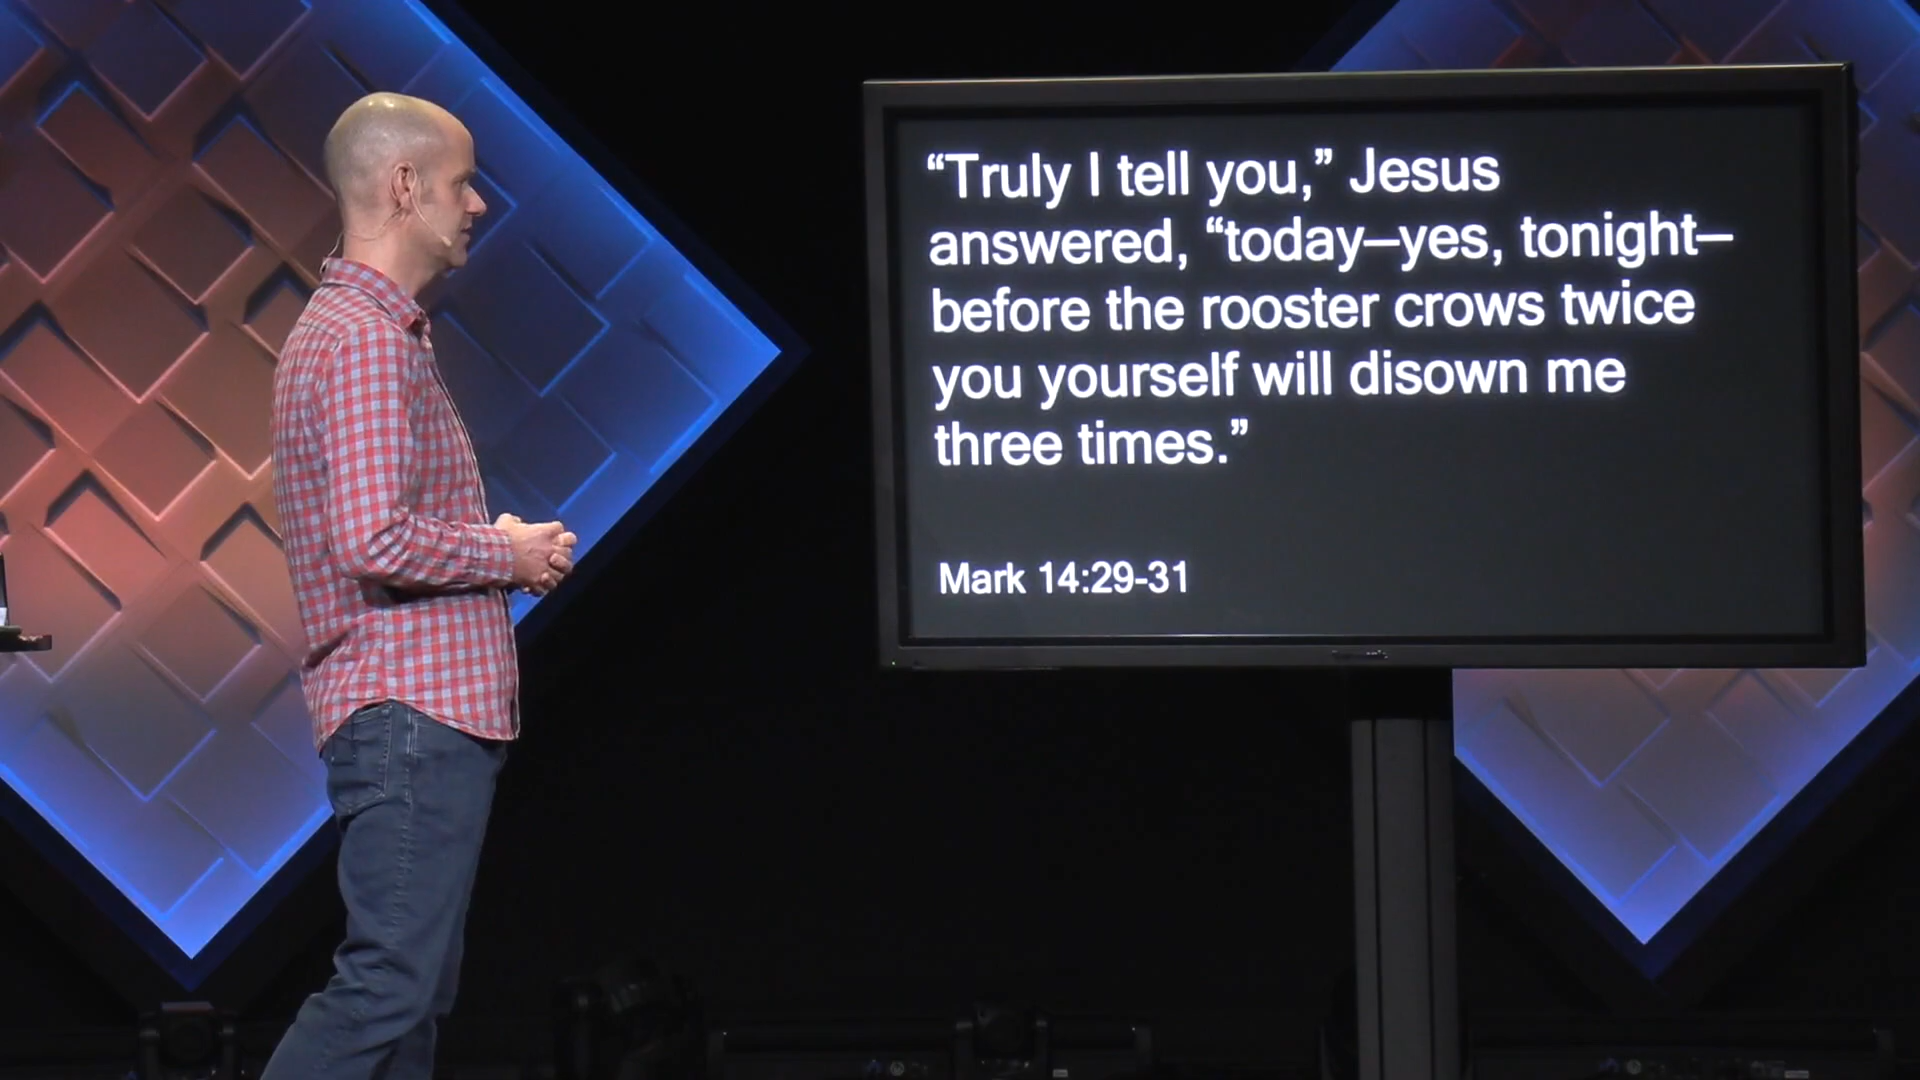 “Truly I tell you,” Jesus
answered, “today—yes, tonight—
before the rooster crows twice
you yourself will disown me
three times.”
Mark 14:29-31